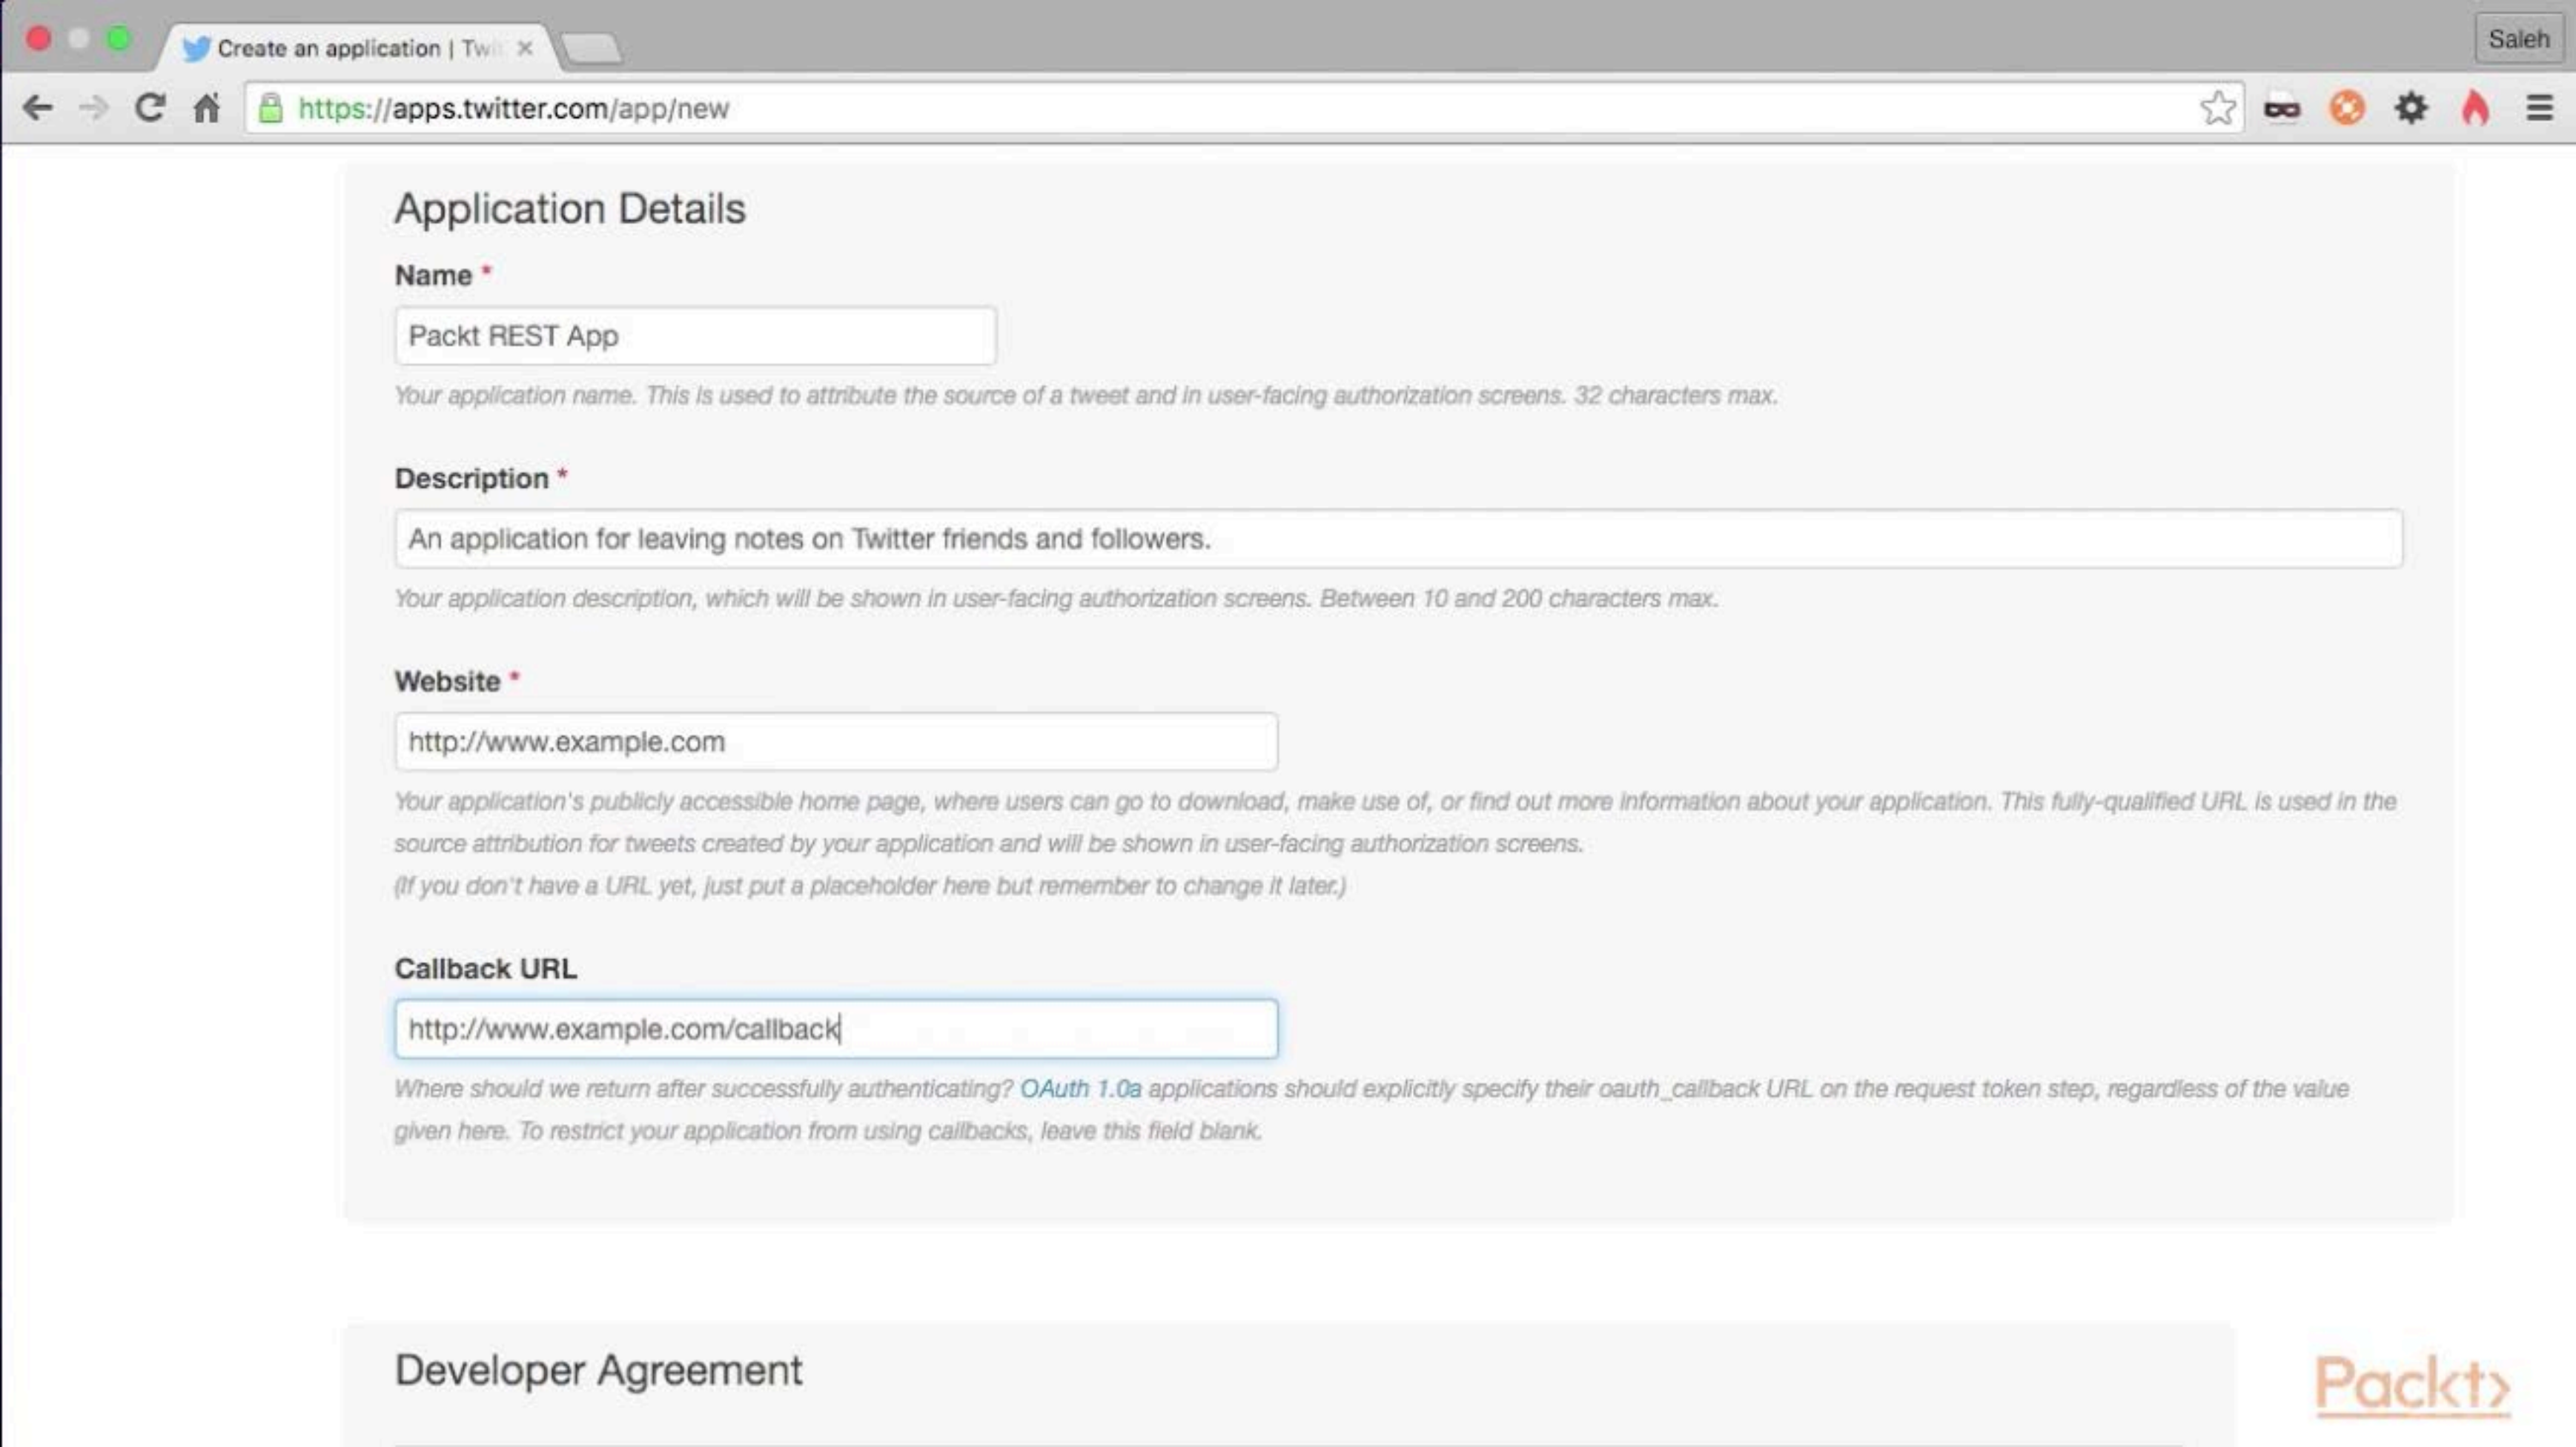 Create an application | Twi
Saleh
https://apps.twitter.com/app/new
Application Details
Name *
Packt REST App
Your application name. This is used to attribute the source of a tweet and in user-facing authorization screens. 32 characters max.
Description *
An application for leaving notes on Twitter friends and followers.
Your application description, which will be shown in user-facing authorization screens. Between 10 and 200 characters max.
Website *
http://www.example.com
Your application's publicly accessible home page, where users can go to download, make use of, or find out more information about your application. This fully-qualified URL is used in the
source attribution for tweets created by your application and will be shown in user-facing authorization screens.
(If you don't have a URL yet, just put a placeholder here but remember to change it later.)
Callback URL
http://www.example.com/callback
Where should we return after successfully authenticating? OAuth 1.0a applications should explicitly specify their oauth_callback URL on the request token step, regardless of the value
given here. To restrict your application from using callbacks, leave this field blank.
Developer Agreement
Packt>